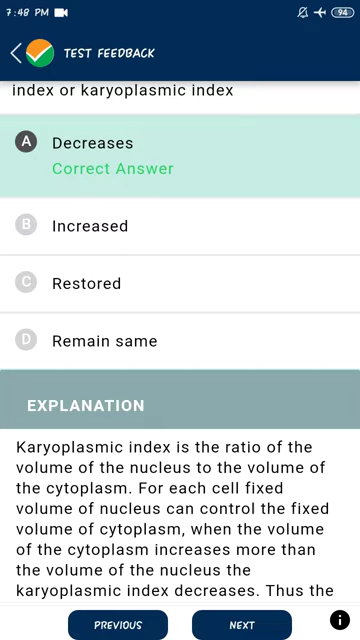 7:48 PM
94
TEST FEEDBACK
index or karyoplasmic index
A Decreases
Correct Answer
B Increased
C Restored
D Remain same
EXPLANATION
Karyoplasmic index is the ratio of the
volume of the nucleus to the volume of
the cytoplasm. For each cell fixed
volume of nucleus can control the fixed
volume of cytoplasm, when the volume
of the cytoplasm increases more than
the volume of the nucleus the
karyoplasmic index decreases. Thus the
PREVIOUS
NEXT